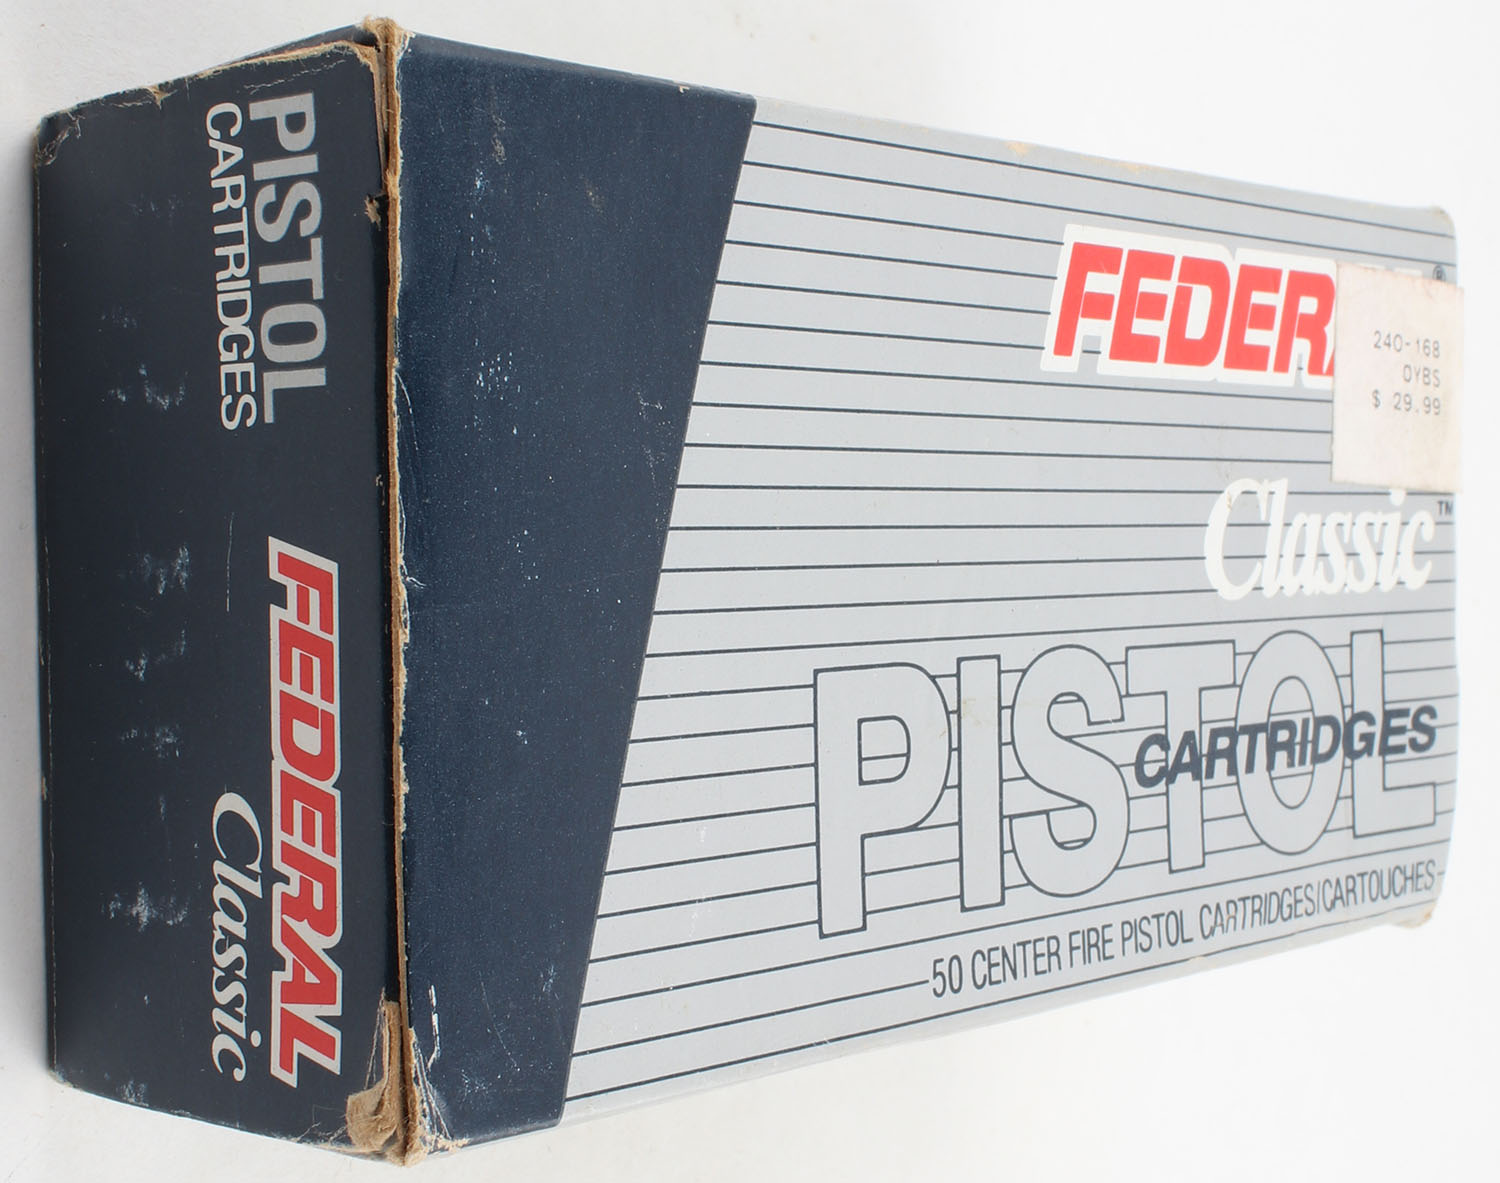 PISTOL
CARTRIDGES
FEDERAL
Classic
FEDER
®
240-168
OYBS
$ 29.99
Classic™
PISTOL
CARTRIDGES
50 CENTER FIRE PISTOL CARTRIDGES/CARTOUCHES